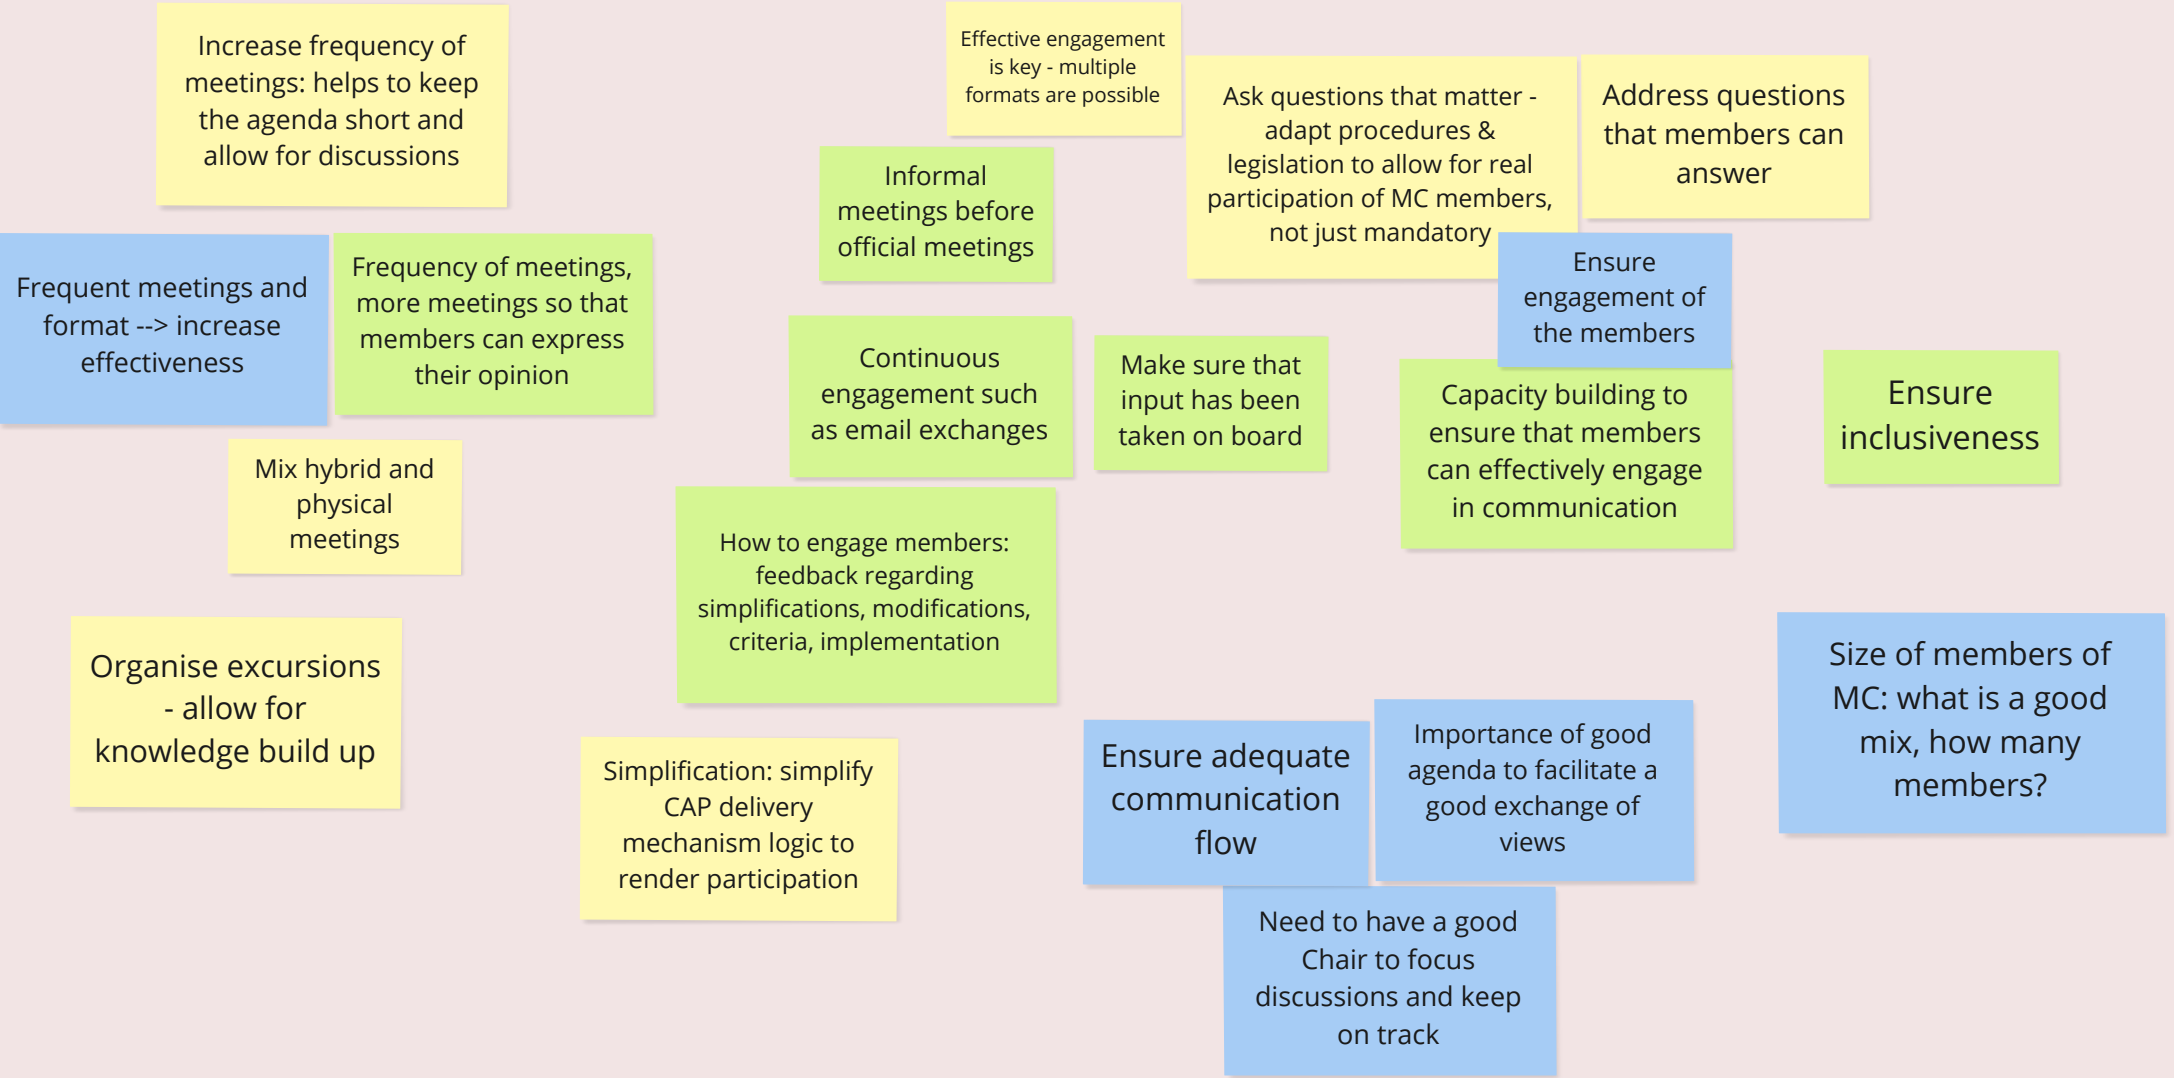 Increase frequency of
meetings: helps to keep
the agenda short and
allow for discussions
Frequent meetings and
format --> increase
effectiveness
Frequency of meetings,
more meetings so that
members can express
their opinion
Mix hybrid and
physical
meetings
Organise excursions
- allow for
knowledge build up
Effective engagement
is key - multiple
formats are possible
Informal
meetings before
official meetings
Continuous
engagement such
as email exchanges
Make sure that
input has been
taken on board
How to engage members:
feedback regarding
simplifications, modifications,
criteria, implementation
Simplification: simplify
CAP delivery
mechanism logic to
render participation
Ask questions that matter -
adapt procedures &
legislation to allow for real
participation of MC members,
not just mandatory
Address questions
that members can
answer
Ensure
engagement of
the members
Capacity building to
ensure that members
can effectively engage
in communication
Ensure
inclusiveness
Ensure adequate
communication
flow
Importance of good
agenda to facilitate a
good exchange of
views
Need to have a good
Chair to focus
discussions and keep
on track
Size of members of
MC: what is a good
mix, how many
members?